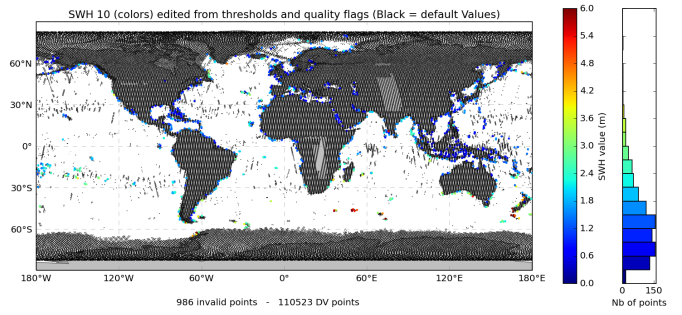 SWH 10 (colors) edited from thresholds and quality flags (Black = default Values)
60°N
30°N
0°
30°S
60°S
180°W
120°W
60°W
0°
60°E
120°E
180°E
986 invalid points - 110523 DV points
6.0
5.4
4.8
4.2
3.6
3.0
2.4
1.8
1.2
0.6
0.0
SWH value (m)
0
150
Nb of points